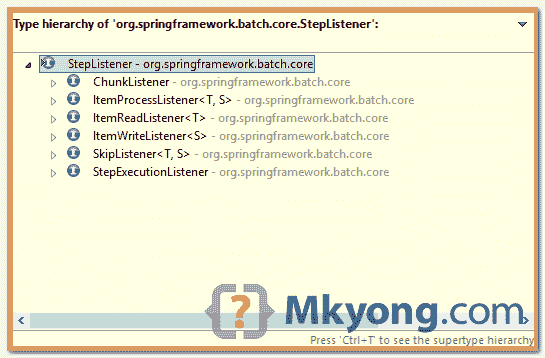 Type hierarchy of 'org.springframework.batch.core.StepListener':
StepListener - org.springframework.batch.core
ChunkListener - org.springframework.batch.core
ItemProcessListener<T, S> - org.springframework.batch.core
ItemReadListener<T> - org.springframework.batch.core
ItemWriteListener<S> - org.springframework.batch.core
SkipListener<T, S> - org.springframework.batch.core
StepExecutionListener - org.springframework.batch.core
{?} Mkyong.com
Press 'Ctrl+T' to see the supertype hierarchy